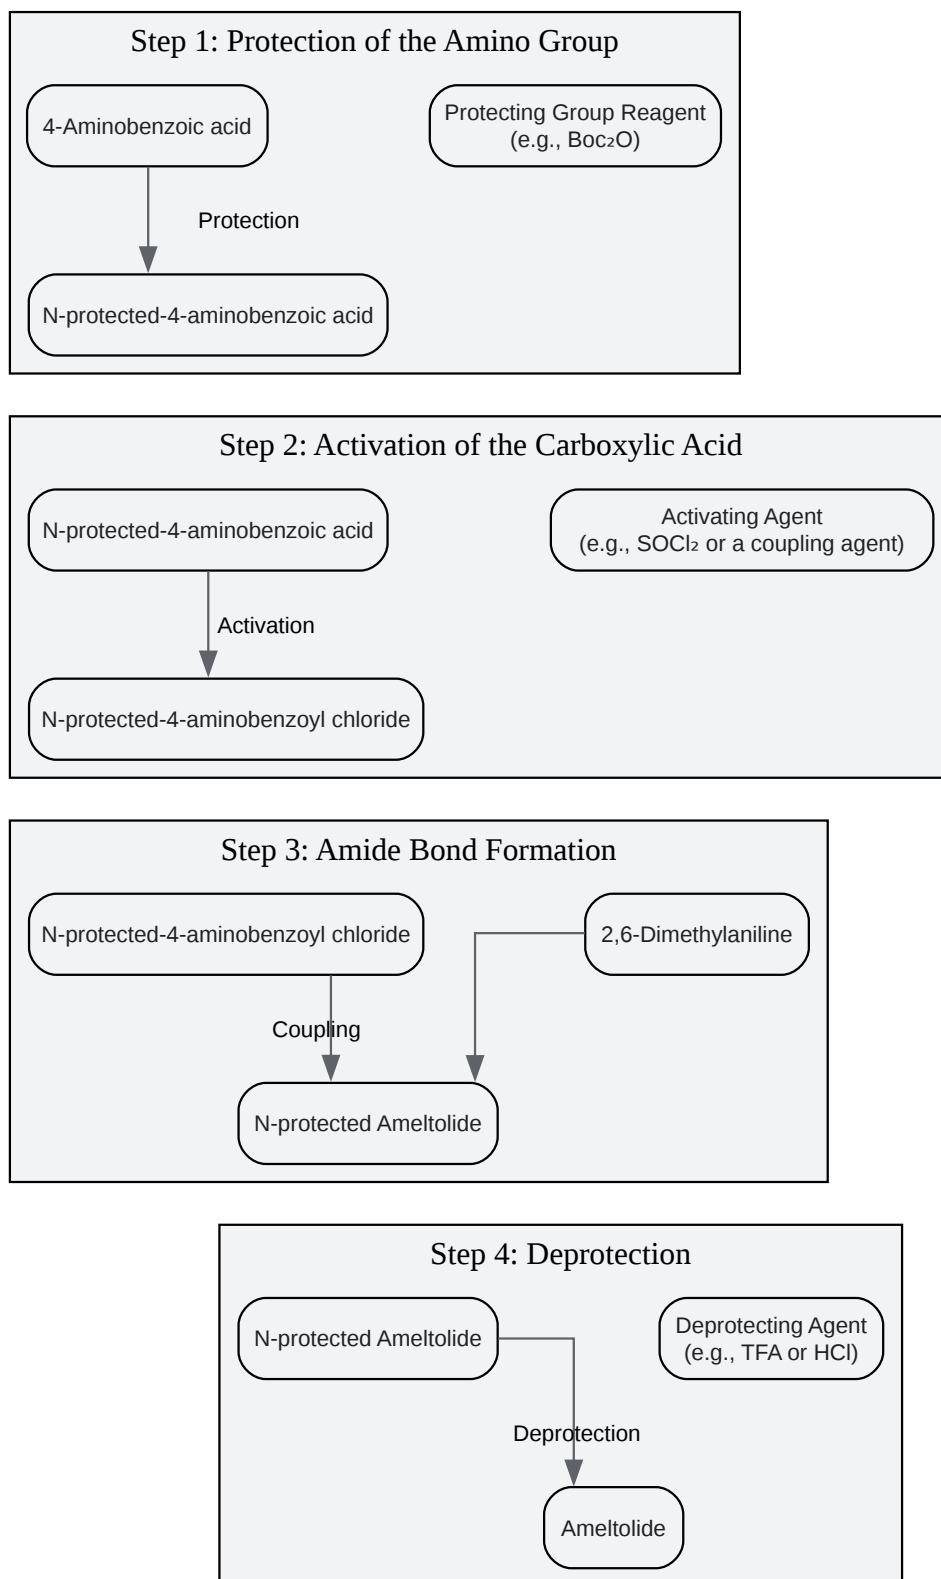 Step 1: Protection of the Amino Group
4-Aminobenzoic acid
Protecting Group Reagent
(e.g., Boc₂O)
Protection
N-protected-4-aminobenzoic acid
Step 2: Activation of the Carboxylic Acid
N-protected-4-aminobenzoic acid
Activating Agent
(e.g., SOCl₂ or a coupling agent)
Activation
N-protected-4-aminobenzoyl chloride
Step 3: Amide Bond Formation
N-protected-4-aminobenzoyl chloride
2,6-Dimethylaniline
Coupling
N-protected Ameltolide
Step 4: Deprotection
N-protected Ameltolide
Deprotecting Agent
(e.g., TFA or HCl)
Deprotection
Ameltolide